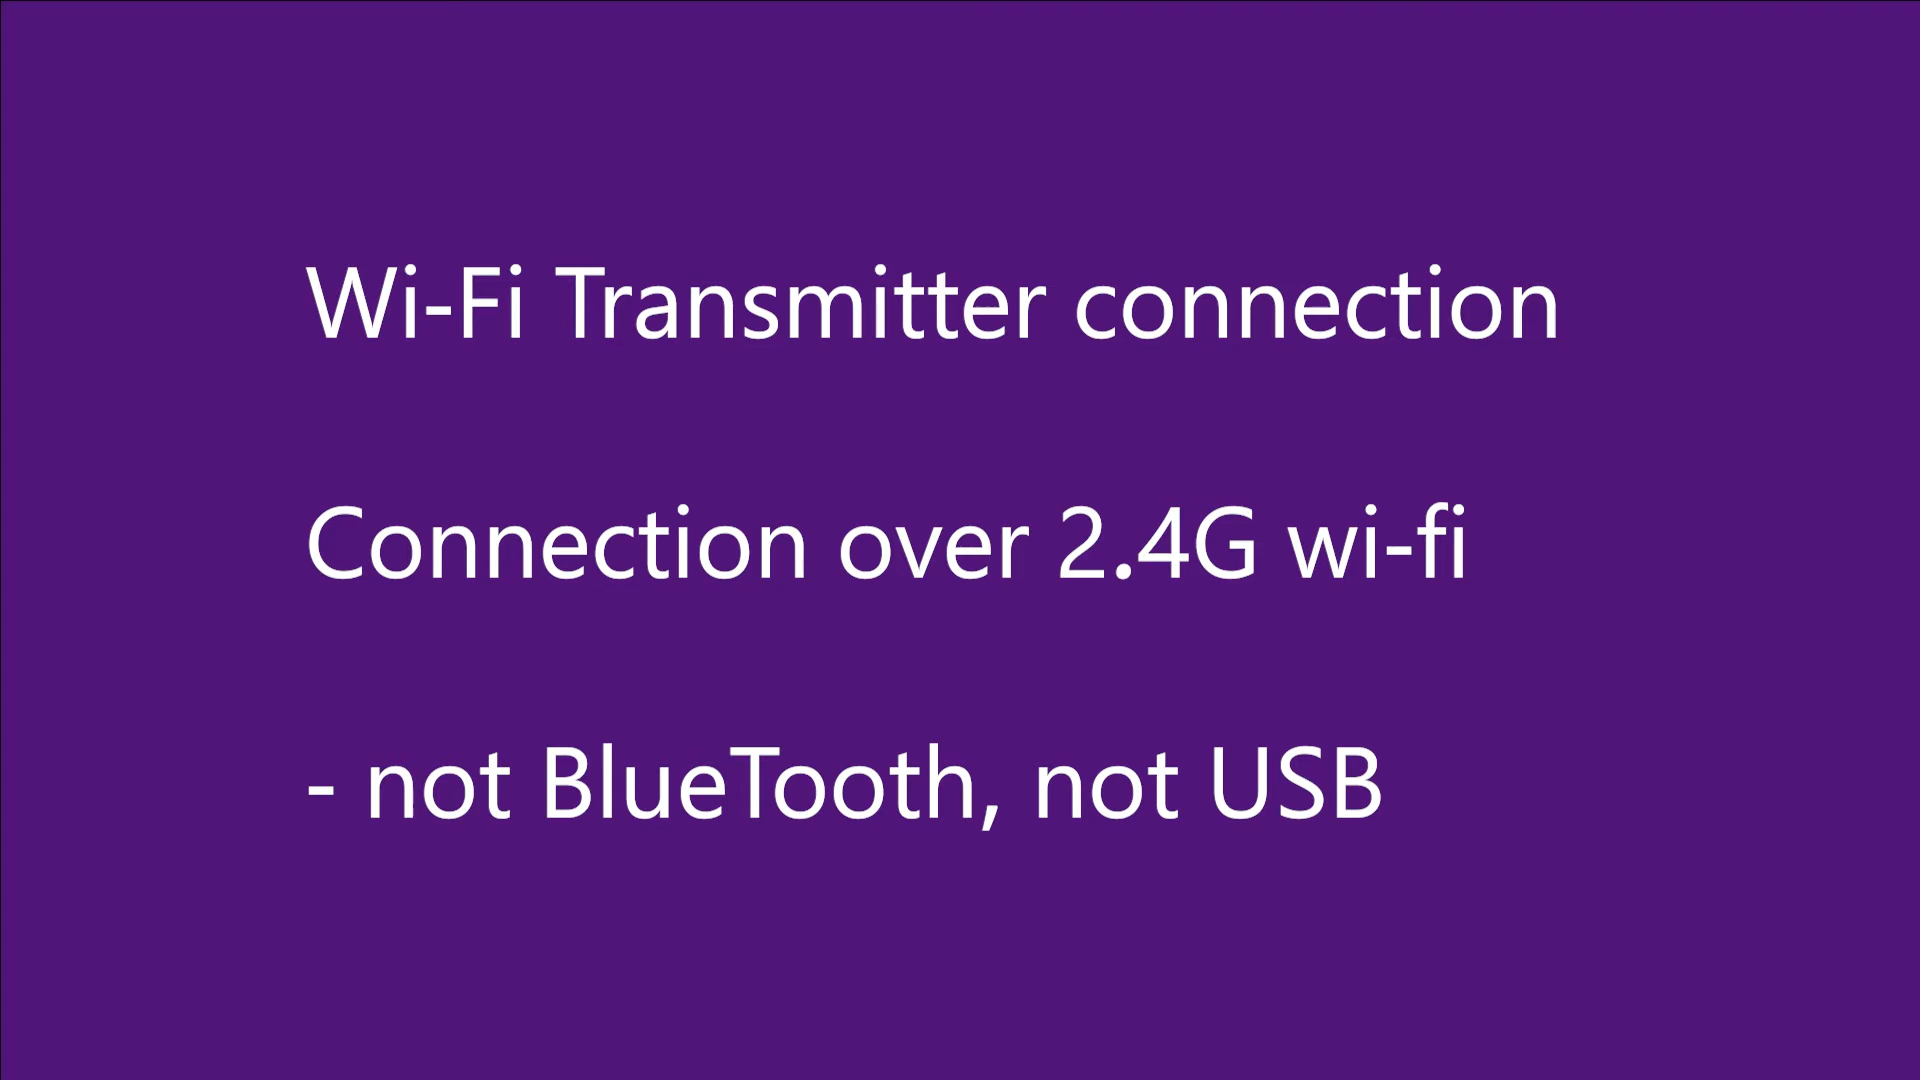 Wi-Fi Transmitter connection
Connection over 2.4G wi-fi
- not BlueTooth, not USB